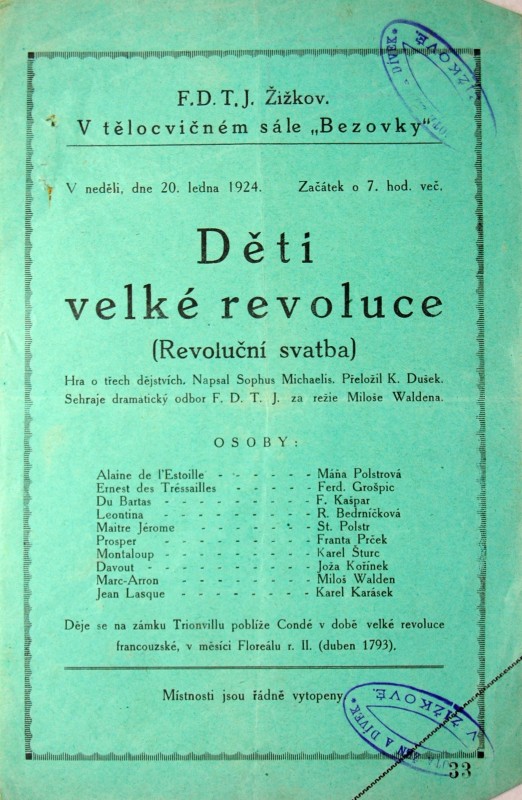 F. D. T. J. Žižkov.
V tělocvičném sále „Bezovky"
V neděli, dne 20. ledna 1924. Začátek o 7. hod. več.
Děti
velké revoluce
(Revoluční svatba)
Hra o třech dějstvích. Napsal Sophus Michaelis. Přeložil K. Dušek.
Sehraje dramatický odbor F. D. T. J. za režie Miloše Waldena.
OSOBY:
Alaine de l'Estoille - - - - - Máňa Polstrová
Ernest des Tréssailles - - - - - Ferd. Grošpic
Du Bartas - - - - - - - - F. Kašpar
Leontina - - - - - - - - R. Bedrníčková
Maitre Jérome - - - - - St. Polstr
Prosper - - - - - - - - Franta Prček
Montaloup - - - - - - - Karel Šturc
Davout - - - - - - - - Joža Kořínek
Marc-Arron - - - - - - - Miloš Walden
Jean Lasque - - - - - - - Karel Karásek
Děje se na zámku Trionvillu poblíže Condé v době velké revoluce
francouzské, v měsíci Floreálu r. II. (duben 1793).
Místnosti jsou řádně vytopeny.
A DÍVEK
V ŽIŽKOVĚ.
33